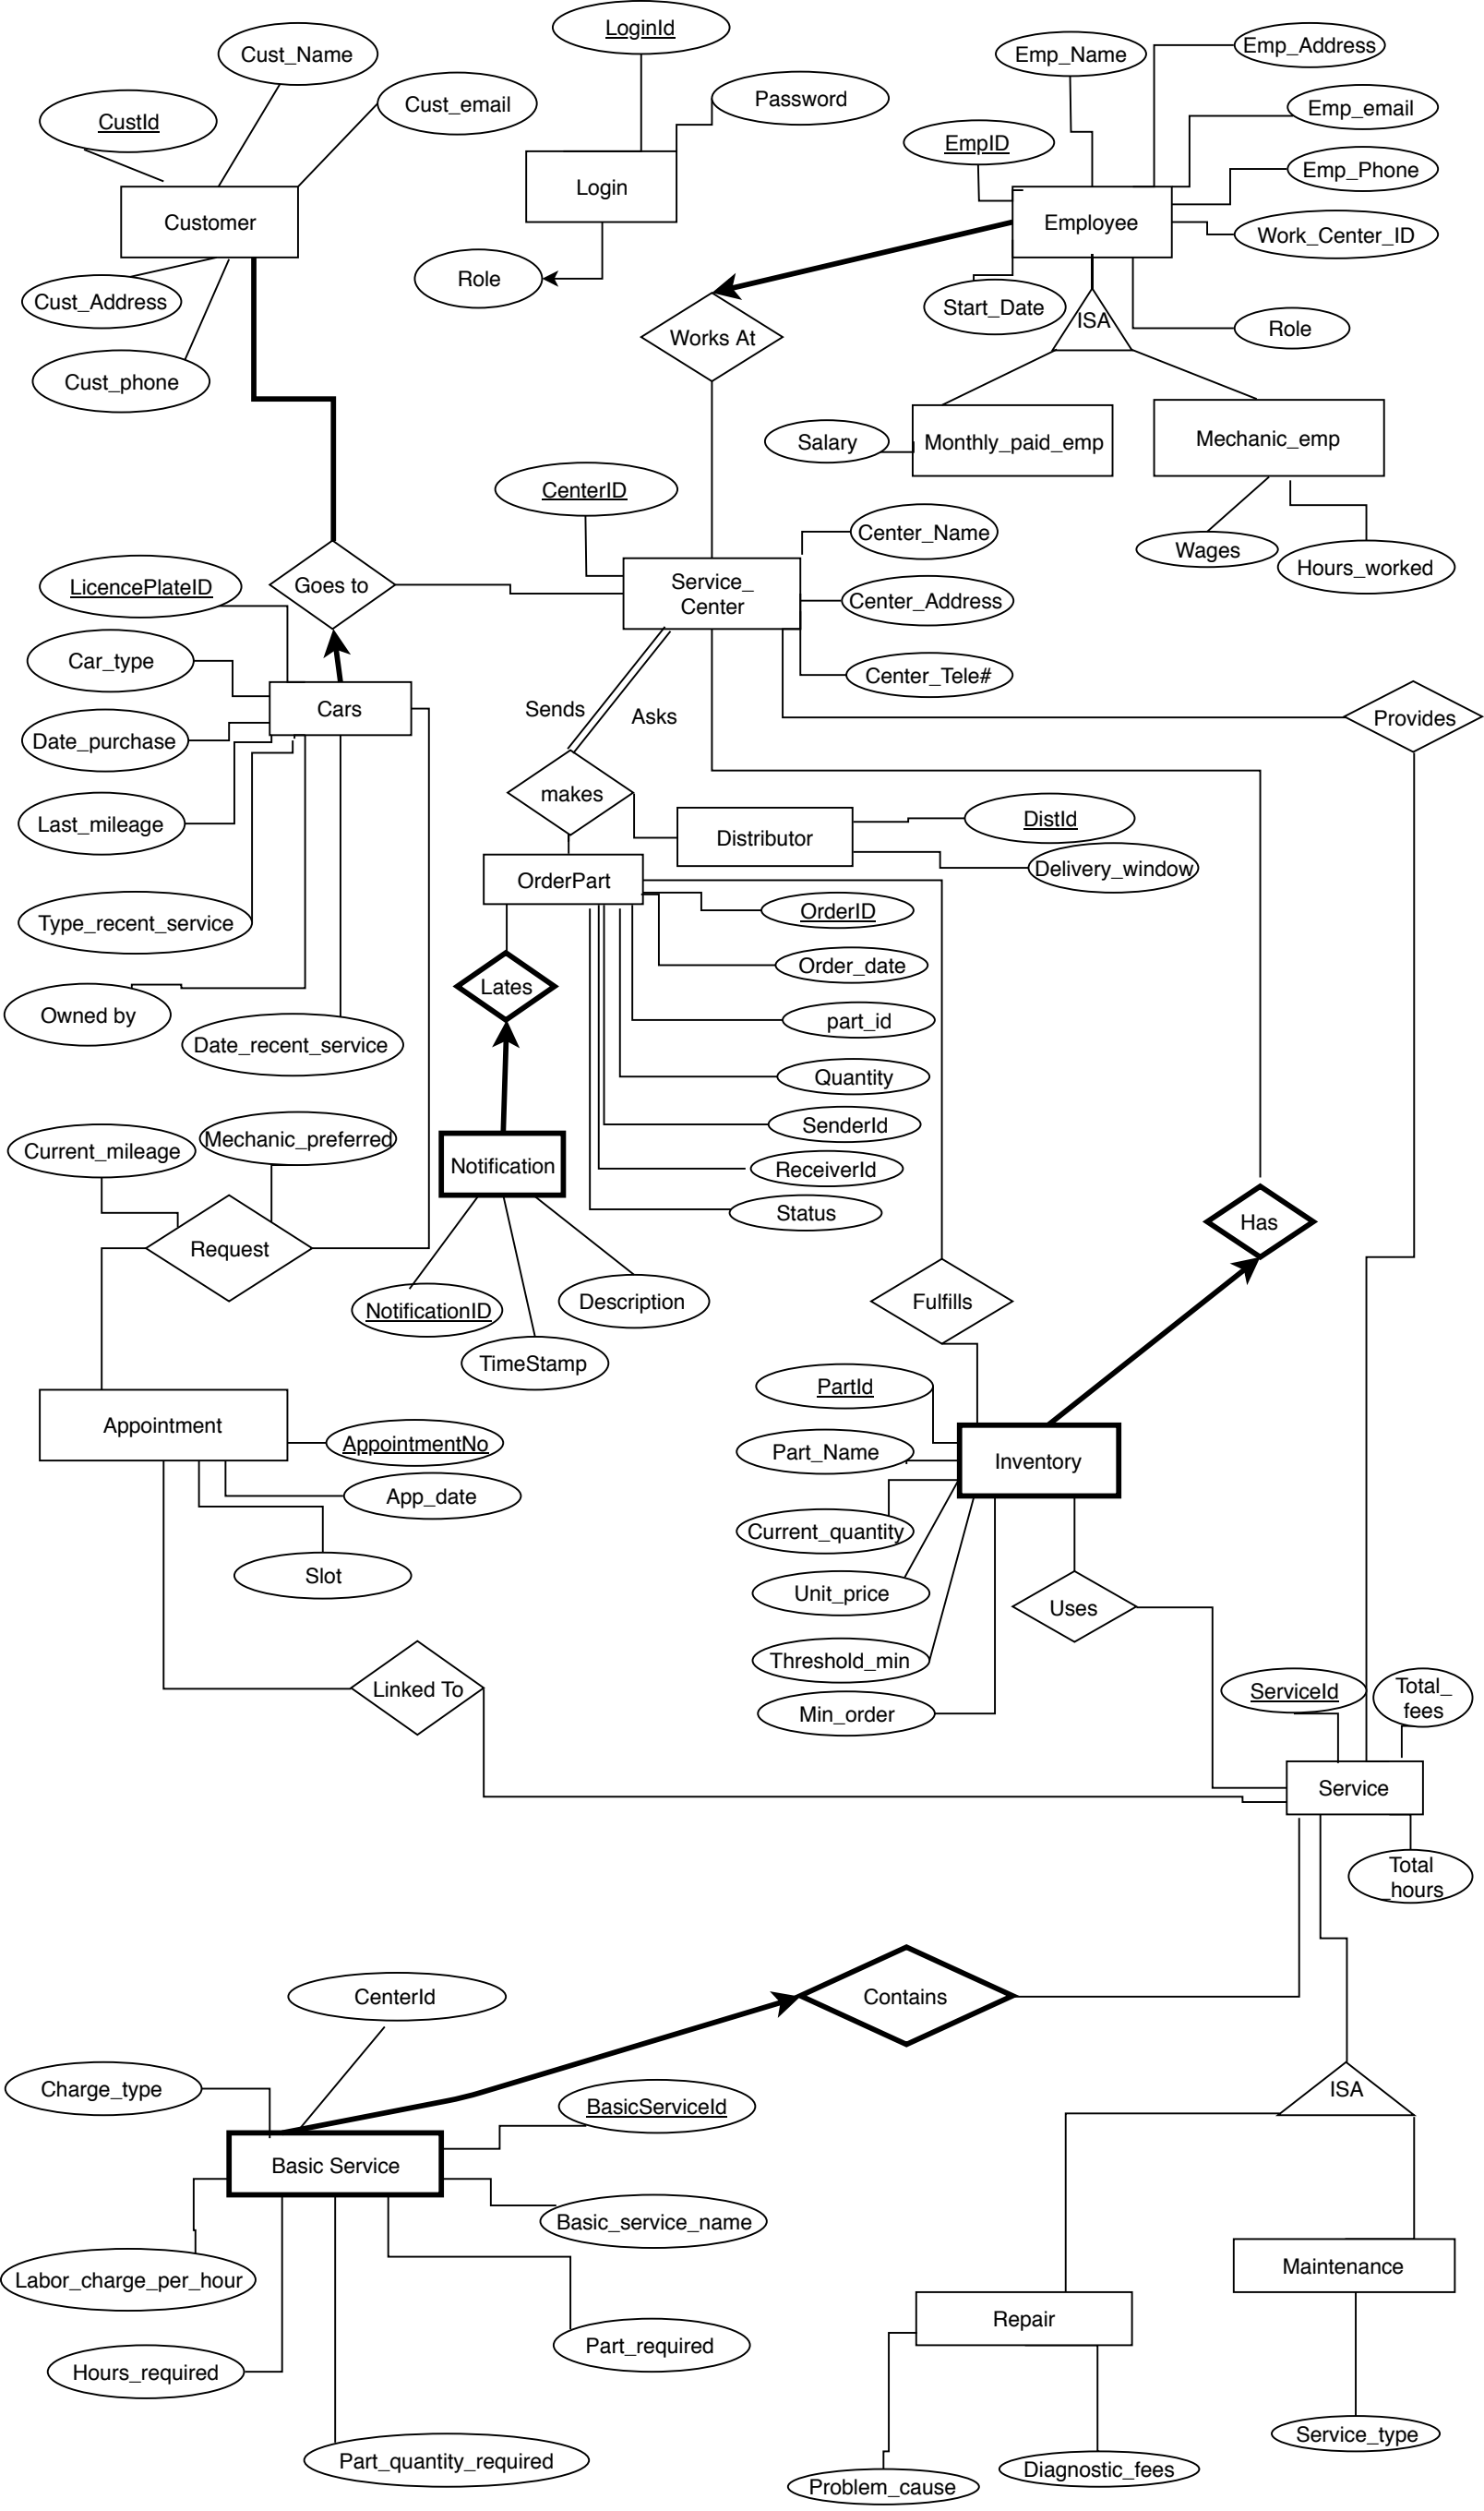 LoginId
Cust_Name
Emp_Name
Emp_Address
Cust_email
Password
Emp_email
CustId
EmpID
Emp_Phone
Login
Customer
Employee
Work_Center_ID
Role
Cust_Address
Start_Date
ISA
Role
Works At
Cust_phone
Salary
Monthly_paid_emp
Mechanic_emp
CenterID
Center_Name
Wages
Hours_worked
LicencePlateID
Goes to
Service_
Center
Center_Address
Car_type
Center_Tele#
Cars
Sends
Asks
Provides
Date_purchase
makes
Last_mileage
Distributor
DistId
Delivery_window
OrderPart
Type_recent_service
OrderID
Order_date
Lates
Owned by
part_id
Date_recent_service
Quantity
SenderId
Current_mileage
Mechanic_preferred
Notification
ReceiverId
Status
Has
Request
NotificationID
Description
Fulfills
TimeStamp
PartId
Appointment
AppointmentNo
Part_Name
Inventory
App_date
Current_quantity
Slot
Unit_price
Uses
Threshold_min
Linked To
Min_order
ServiceId
Total_
fees
Service
Total
_hours
CenterId
Contains
Charge_type
ISA
BasicServiceId
Basic Service
Basic_service_name
Labor_charge_per_hour
Maintenance
Repair
Part_required
Hours_required
Part_quantity_required
Service_type
Problem_cause
Diagnostic_fees